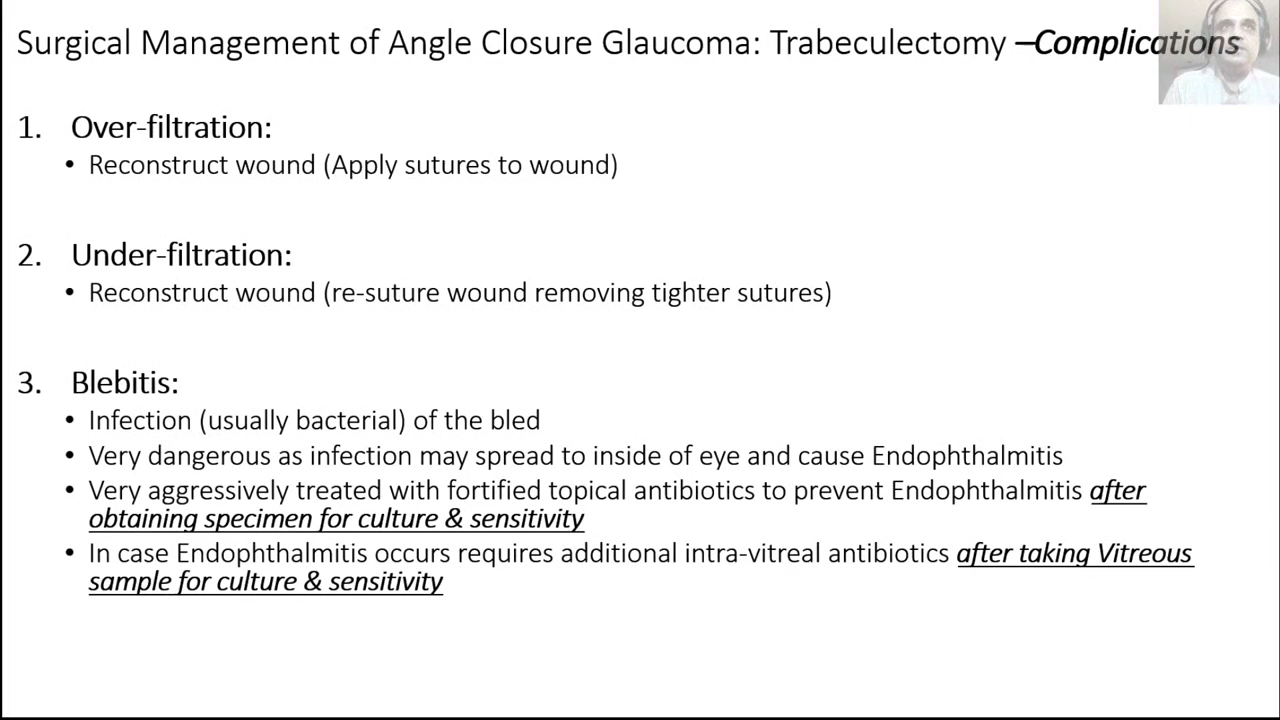 Surgical Management of Angle Closure Glaucoma: Trabeculectomy –Complications
1. Over-filtration:
• Reconstruct wound (Apply sutures to wound)
2. Under-filtration:
• Reconstruct wound (re-suture wound removing tighter sutures)
3. Blebitis:
• Infection (usually bacterial) of the bled
• Very dangerous as infection may spread to inside of eye and cause Endophthalmitis
• Very aggressively treated with fortified topical antibiotics to prevent Endophthalmitis after
obtaining specimen for culture & sensitivity
• In case Endophthalmitis occurs requires additional intra-vitreal antibiotics after taking Vitreous
sample for culture & sensitivity